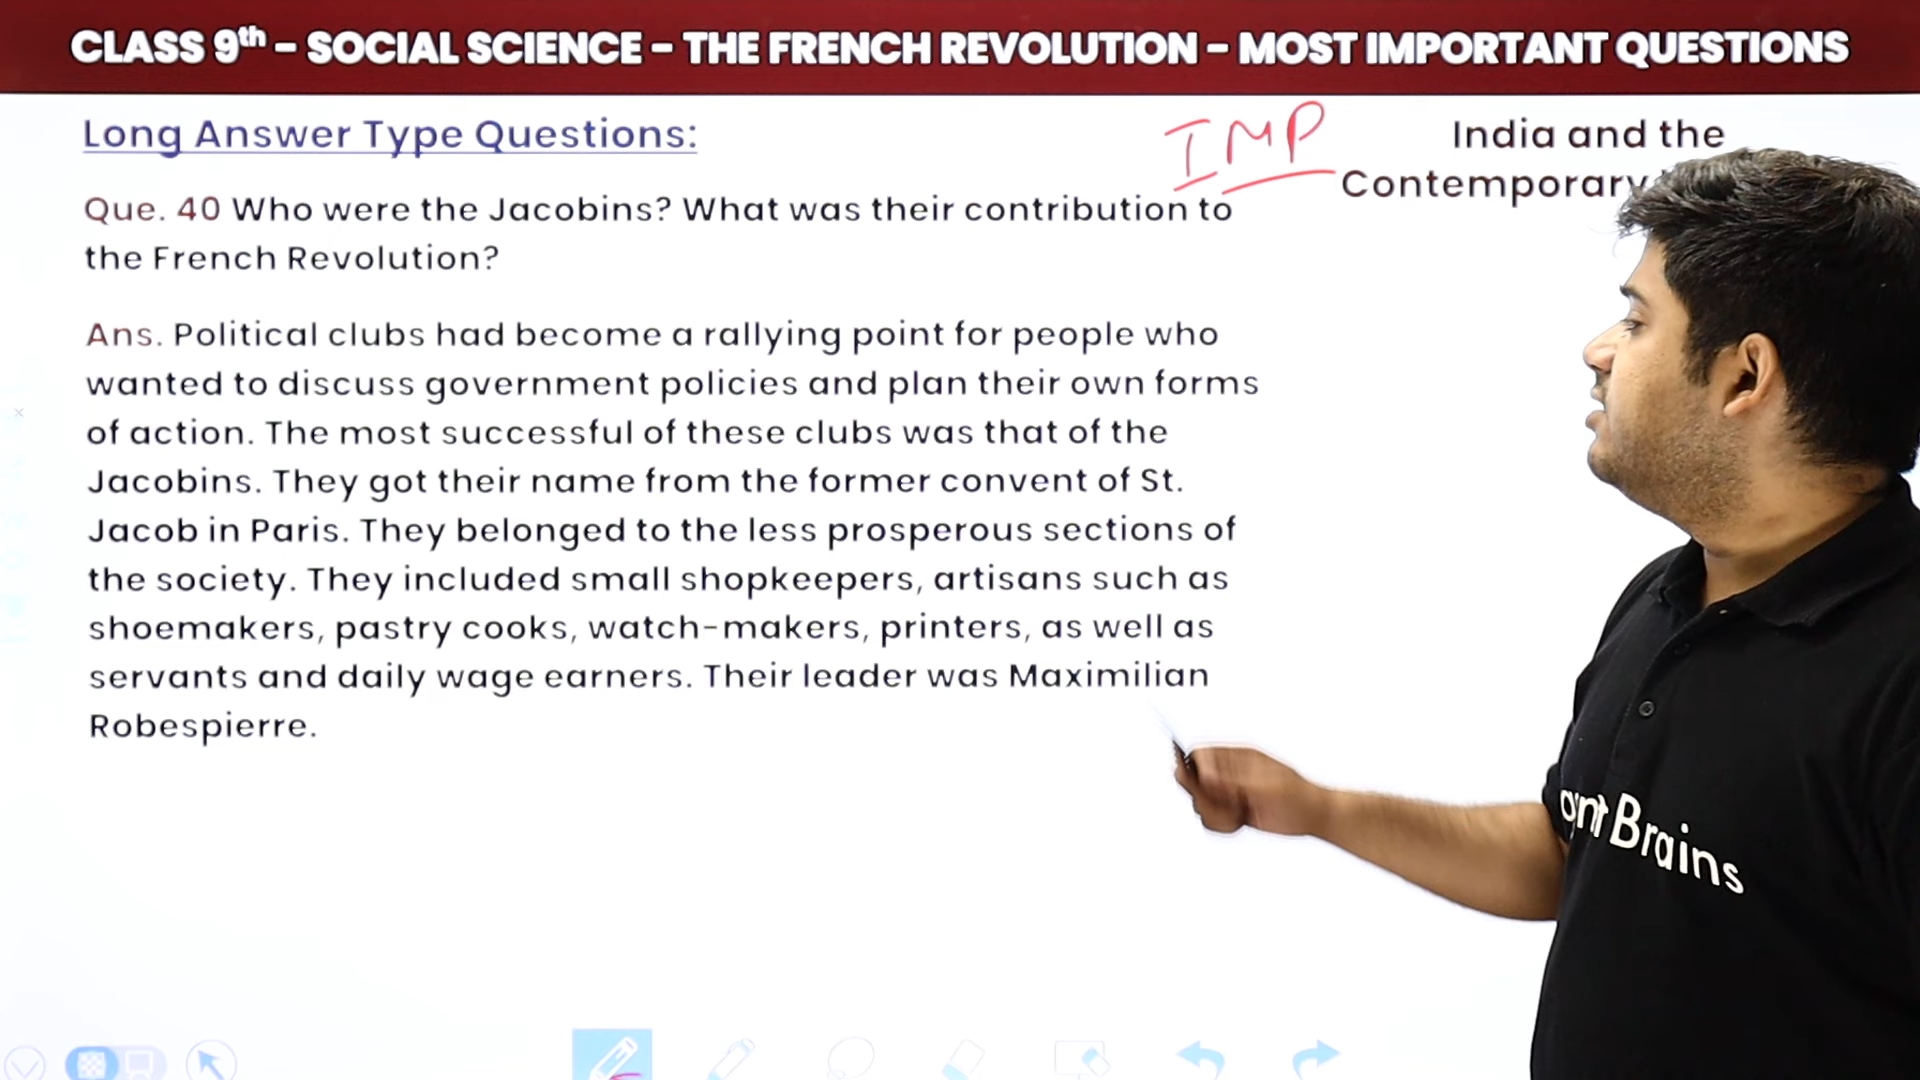 CLASS 9th – SOCIAL SCIENCE – THE FRENCH REVOLUTION – MOST IMPORTANT QUESTIONS
Long Answer Type Questions:
IMP
India and the
Contemporary
Que. 40 Who were the Jacobins? What was their contribution to
the French Revolution?
Ans. Political clubs had become a rallying point for people who
wanted to discuss government policies and plan their own forms
of action. The most successful of these clubs was that of the
Jacobins. They got their name from the former convent of St.
Jacob in Paris. They belonged to the less prosperous sections of
the society. They included small shopkeepers, artisans such as
shoemakers, pastry cooks, watch-makers, printers, as well as
servants and daily wage earners. Their leader was Maximilian
Robespierre.
Brains